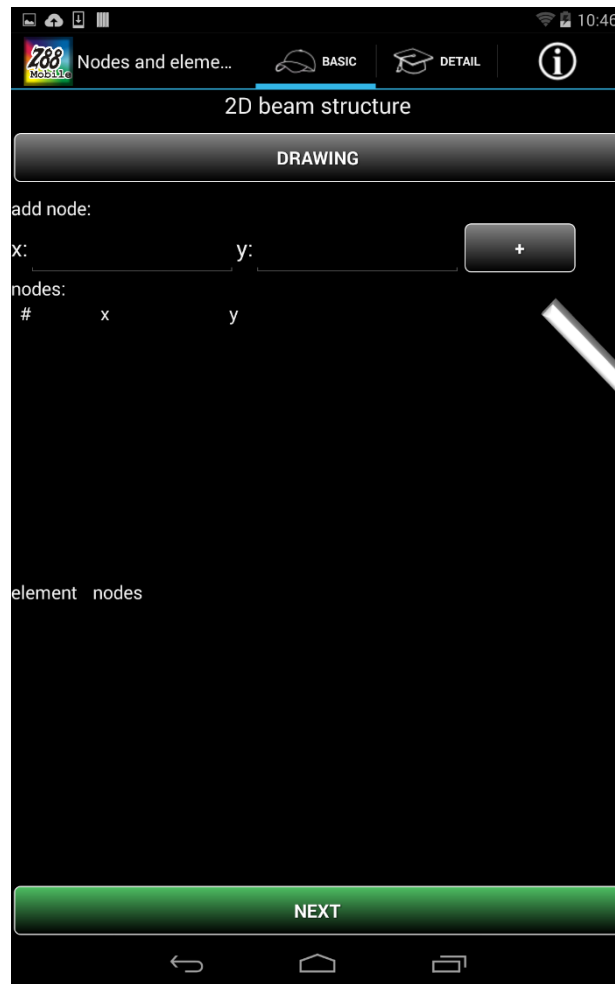 10:46
Z88
Mobile
Nodes and eleme...
BASIC
DETAIL
2D beam structure
DRAWING
add node:
x: y: +
nodes:
# x y
element nodes
NEXT